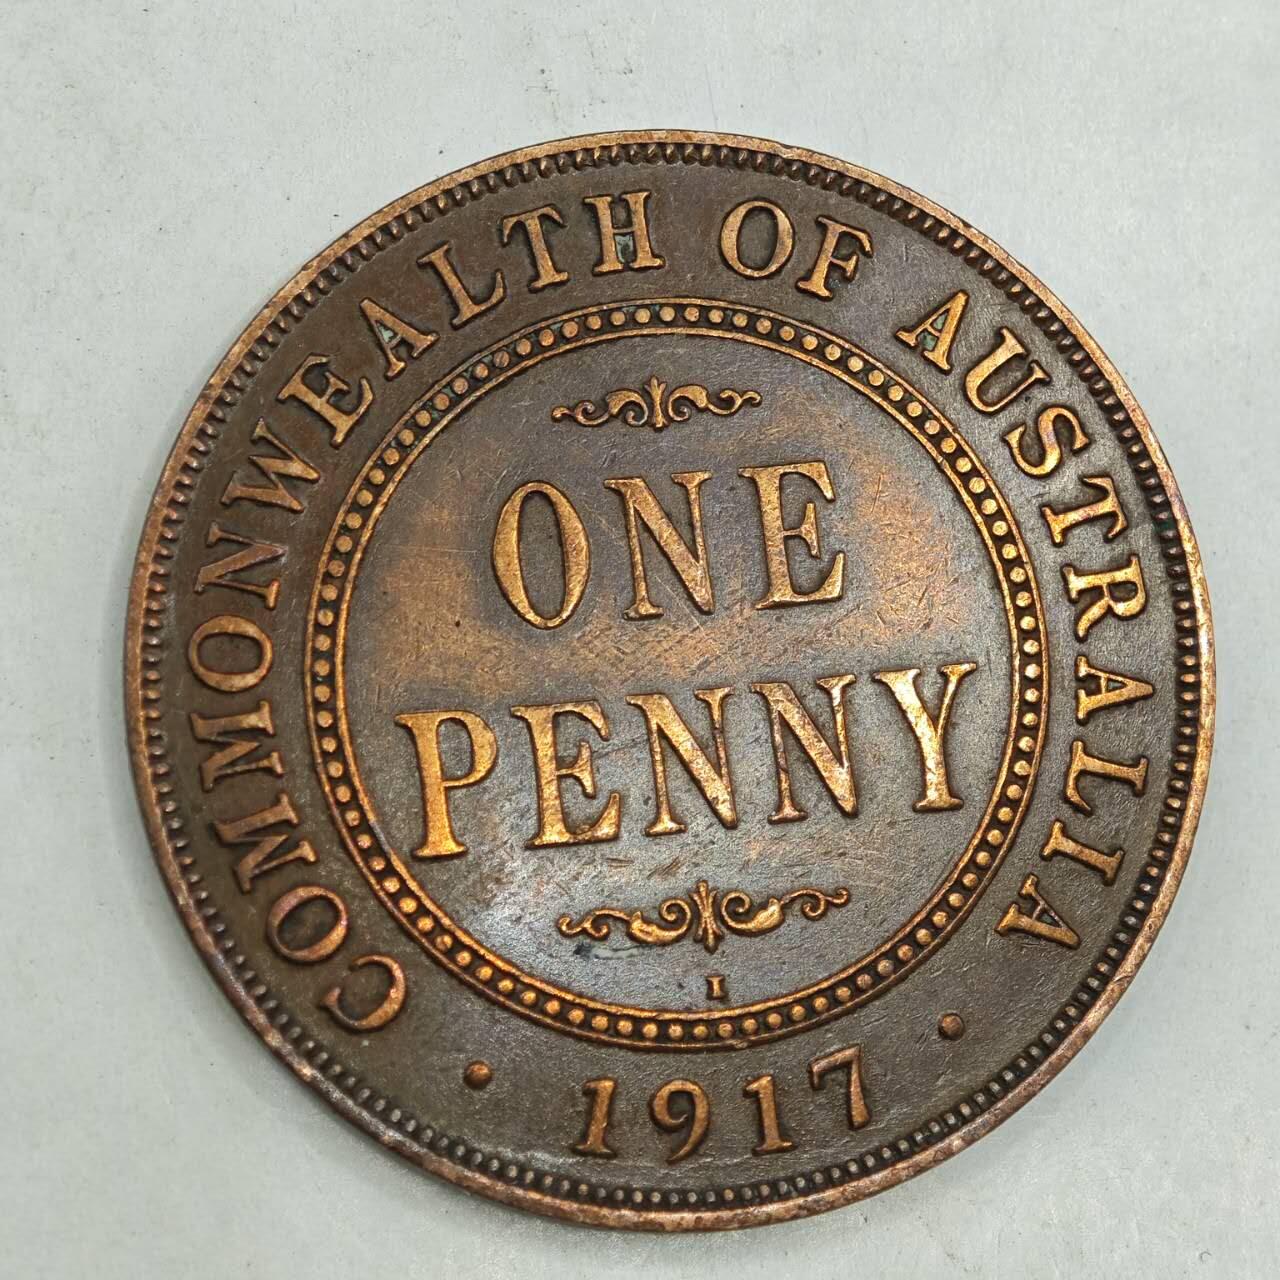 COMMONWEALTH OF AUSTRALIA
ONE
PENNY
I
· 1917 ·